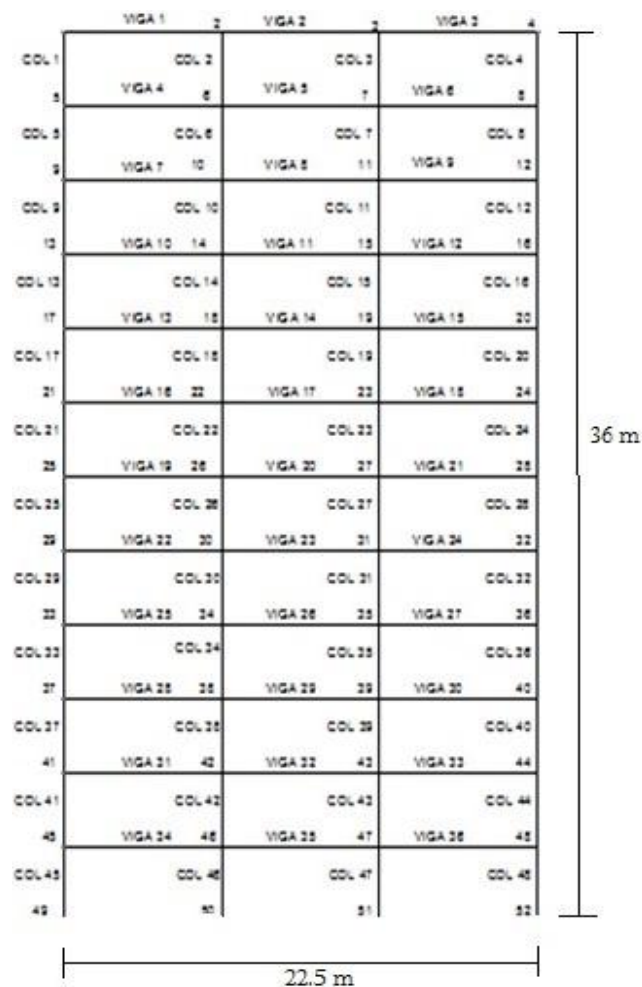 VIGA 1 2 VIGA 2 3 VIGA 3 4
COL 1 COL 2 COL 3 COL 4
5 VIGA 4 6 VIGA 5 7 VIGA 6 8
COL 5 COL 6 COL 7 COL 8
9 VIGA 7 10 VIGA 8 11 VIGA 9 12
COL 9 COL 10 COL 11 COL 12
13 VIGA 10 14 VIGA 11 15 VIGA 12 16
COL 13 COL 14 COL 15 COL 16
17 VIGA 13 18 VIGA 14 19 VIGA 15 20
COL 17 COL 18 COL 19 COL 20
21 VIGA 16 22 VIGA 17 23 VIGA 18 24
COL 21 COL 22 COL 23 COL 24
36 m
25 VIGA 19 26 VIGA 20 27 VIGA 21 28
COL 25 COL 26 COL 27 COL 28
29 VIGA 22 30 VIGA 23 31 VIGA 24 32
COL 29 COL 30 COL 31 COL 32
33 VIGA 25 34 VIGA 26 35 VIGA 27 36
COL 33 COL 34 COL 35 COL 36
37 VIGA 28 38 VIGA 29 39 VIGA 30 40
COL 37 COL 38 COL 39 COL 40
41 VIGA 31 42 VIGA 32 43 VIGA 33 44
COL 41 COL 42 COL 43 COL 44
45 VIGA 34 46 VIGA 35 47 VIGA 36 48
COL 45 COL 46 COL 47 COL 48
49 50 51 52
22.5 m